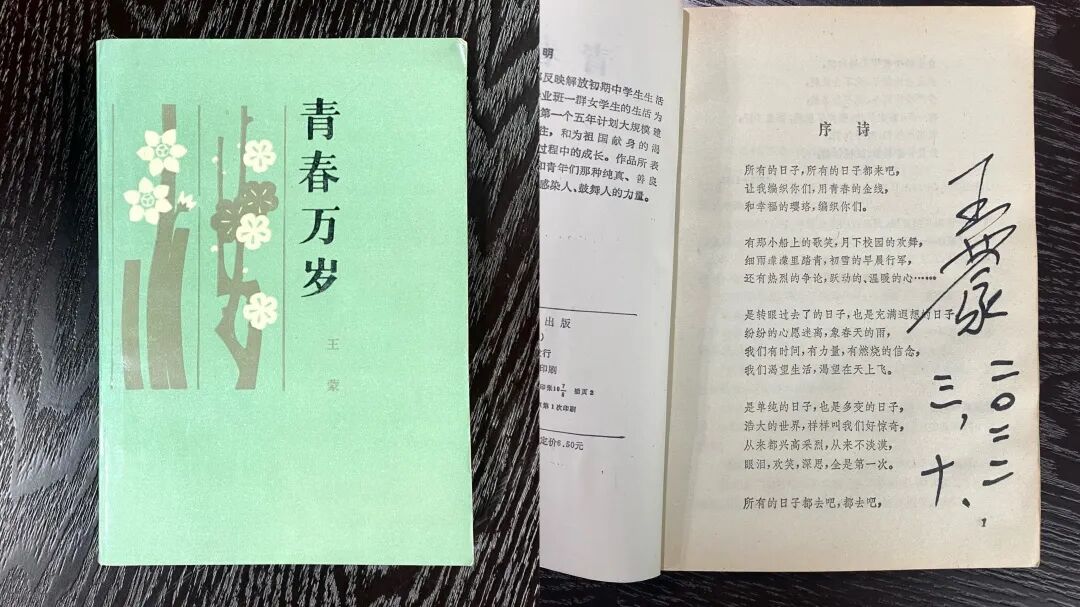 青春万岁
王蒙
明
反映解放初期中学生生活
业班一群女学生的生活为
第一个五年计划大规模建
往，和为祖国献身的渴
过程中的成长。作品所表
和青年们那种纯真、善良
感染人、鼓舞人的力量。
出版
发行
印刷
印张10⅞ 插页2
第1次印刷
定价6.50元
序诗
所有的日子，所有的日子都来吧，
让我编织你们，用青春的金线，
和幸福的璎珞，编织你们。
有那小船上的歌笑，月下校园的欢舞，
细雨濛濛里踏青，初雪的早晨行军，
还有热烈的争论，跃动的、温暖的心……
是转眼过去了的日子，也是充满遐想的日子，
纷纷的心愿迷离，象春天的雨，
我们有时间，有力量，有燃烧的信念，
我们渴望生活，渴望在天上飞。
是单纯的日子，也是多变的日子，
浩大的世界，样样叫我们好惊奇，
从来都兴高采烈，从来不淡漠，
眼泪，欢笑，深思，全是第一次。
所有的日子都去吧，都去吧，
1
王蒙
二〇二二、
三，十